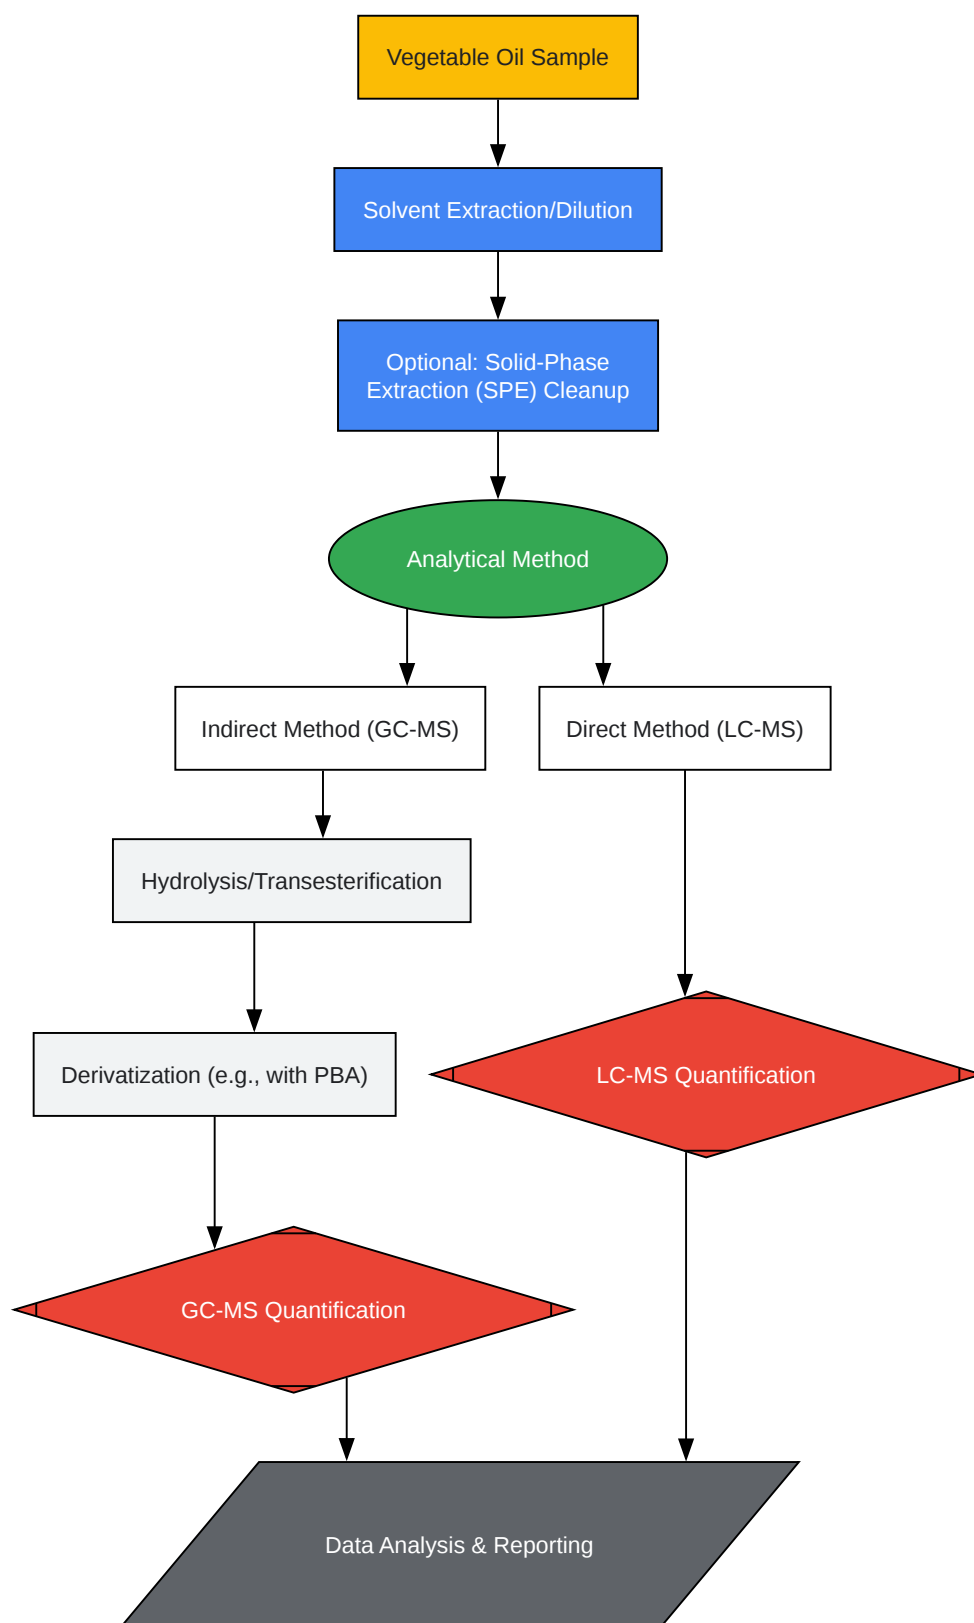 Vegetable Oil Sample
Solvent Extraction/Dilution
Optional: Solid-Phase
Extraction (SPE) Cleanup
Analytical Method
Indirect Method (GC-MS)
Direct Method (LC-MS)
Hydrolysis/Transesterification
Derivatization (e.g., with PBA)
LC-MS Quantification
GC-MS Quantification
Data Analysis & Reporting